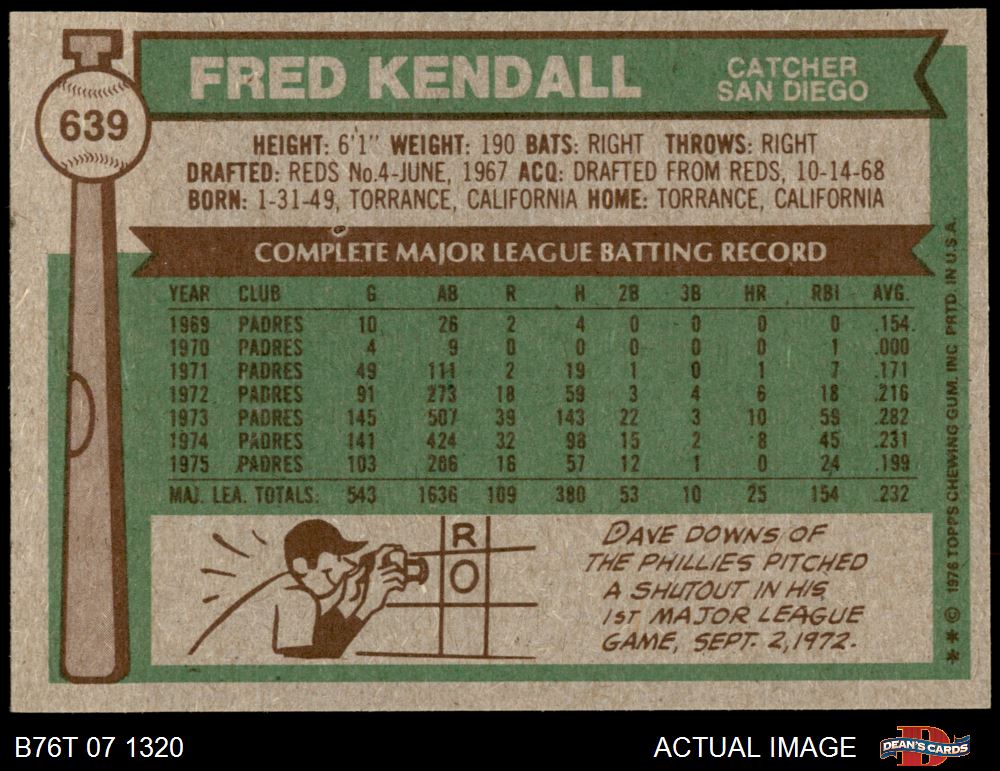 639
FRED KENDALL
CATCHER
SAN DIEGO
HEIGHT: 6'1" WEIGHT: 190 BATS: RIGHT THROWS: RIGHT
DRAFTED: REDS No.4-JUNE, 1967 ACQ: DRAFTED FROM REDS, 10-14-68
BORN: 1-31-49, TORRANCE, CALIFORNIA HOME: TORRANCE, CALIFORNIA
COMPLETE MAJOR LEAGUE BATTING RECORD
YEAR CLUB G AB R H 2B 3B HR RBI AVG.
1969 PADRES 10 26 2 4 0 0 0 0 .154
1970 PADRES 4 9 0 0 0 0 0 1 .000
1971 PADRES 49 111 2 19 1 0 1 7 .171
1972 PADRES 91 273 18 59 3 4 6 18 .216
1973 PADRES 145 507 39 143 22 3 10 59 .282
1974 PADRES 141 424 32 98 15 2 8 45 .231
1975 PADRES 103 286 16 57 12 1 0 24 .199
MAJ. LEA. TOTALS: 543 1636 109 380 53 10 25 154 .232
R
O
DAVE DOWNS OF
THE PHILLIES PITCHED
A SHUTOUT IN HIS
1ST MAJOR LEAGUE
GAME, SEPT. 2, 1972.
** © 1976 TOPPS CHEWING GUM, INC. PRTD. IN U.S.A.
B76T 07 1320
ACTUAL IMAGE
DEAN'S CARDS